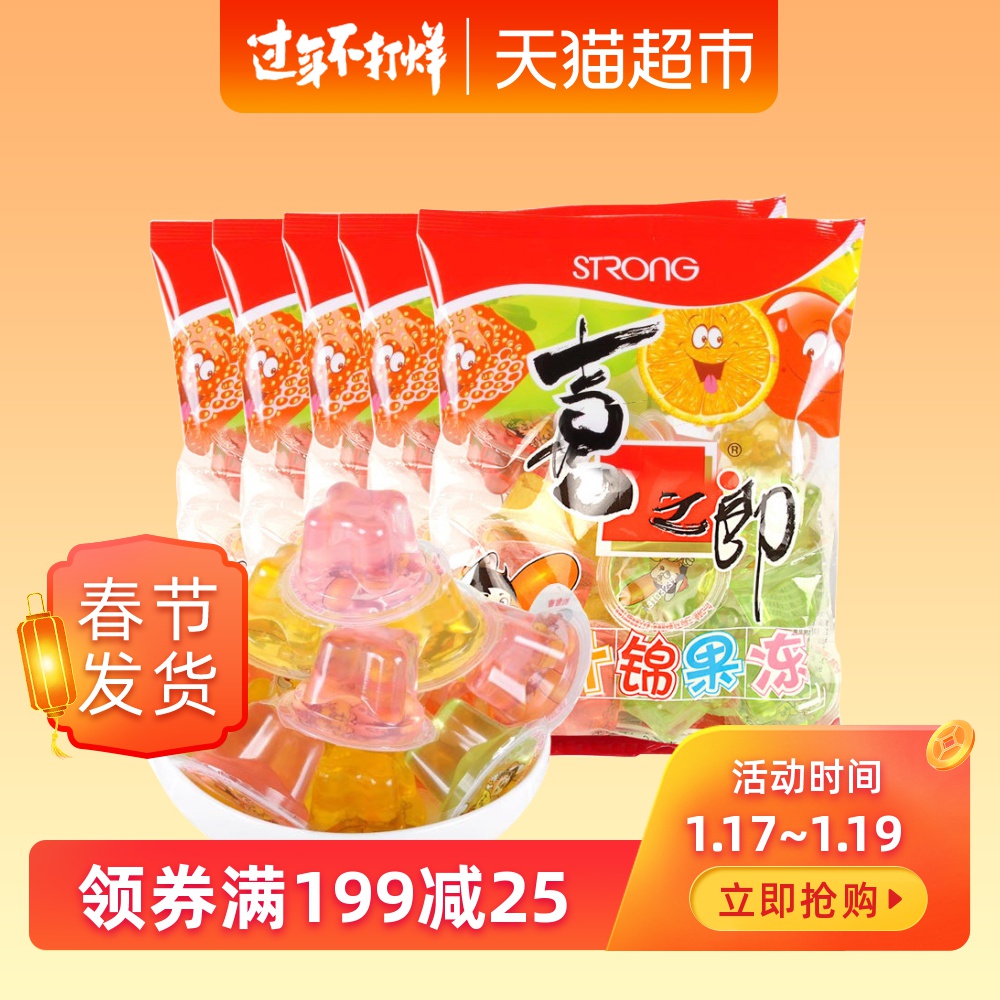 过年不打烊 | 天猫超市
STRONG
喜之郎
®
什锦果冻
春节
发货
活动时间
1.17~1.19
领券满199减25
立即抢购